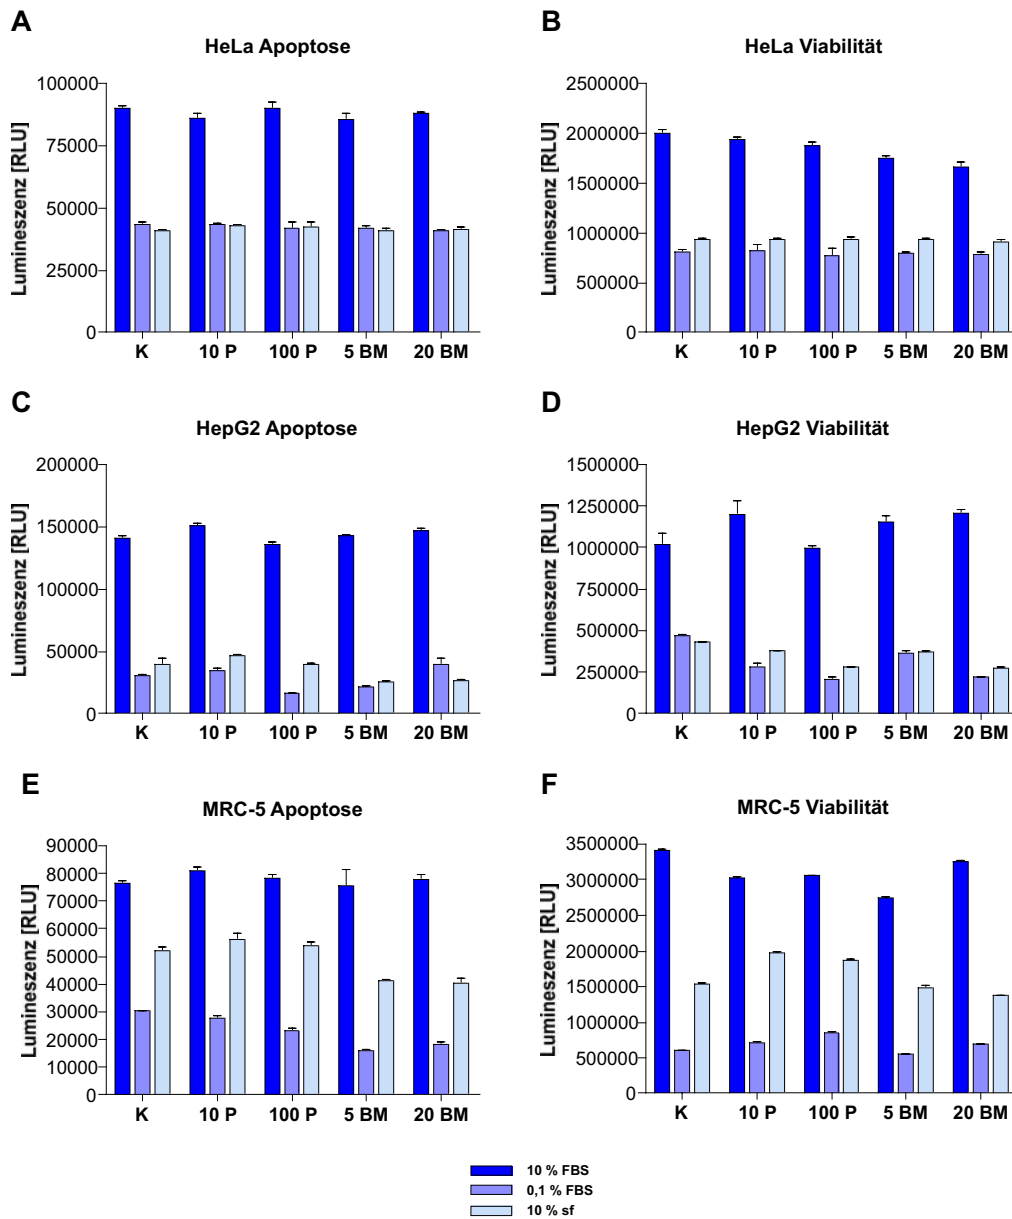 A
HeLa Apoptose
Lumineszenz [RLU]
100000
75000
50000
25000
0
K 10 P 100 P 5 BM 20 BM
B
HeLa Viabilität
Lumineszenz [RLU]
2500000
2000000
1500000
1000000
500000
0
K 10 P 100 P 5 BM 20 BM
C
HepG2 Apoptose
Lumineszenz [RLU]
200000
150000
100000
50000
0
K 10 P 100 P 5 BM 20 BM
D
HepG2 Viabilität
Lumineszenz [RLU]
1500000
1250000
1000000
750000
500000
250000
0
K 10 P 100 P 5 BM 20 BM
E
MRC-5 Apoptose
Lumineszenz [RLU]
90000
80000
70000
60000
50000
40000
30000
20000
10000
0
K 10 P 100 P 5 BM 20 BM
F
MRC-5 Viabilität
Lumineszenz [RLU]
3500000
3000000
2500000
2000000
1500000
1000000
500000
0
K 10 P 100 P 5 BM 20 BM
10 % FBS
0,1 % FBS
10 % sf